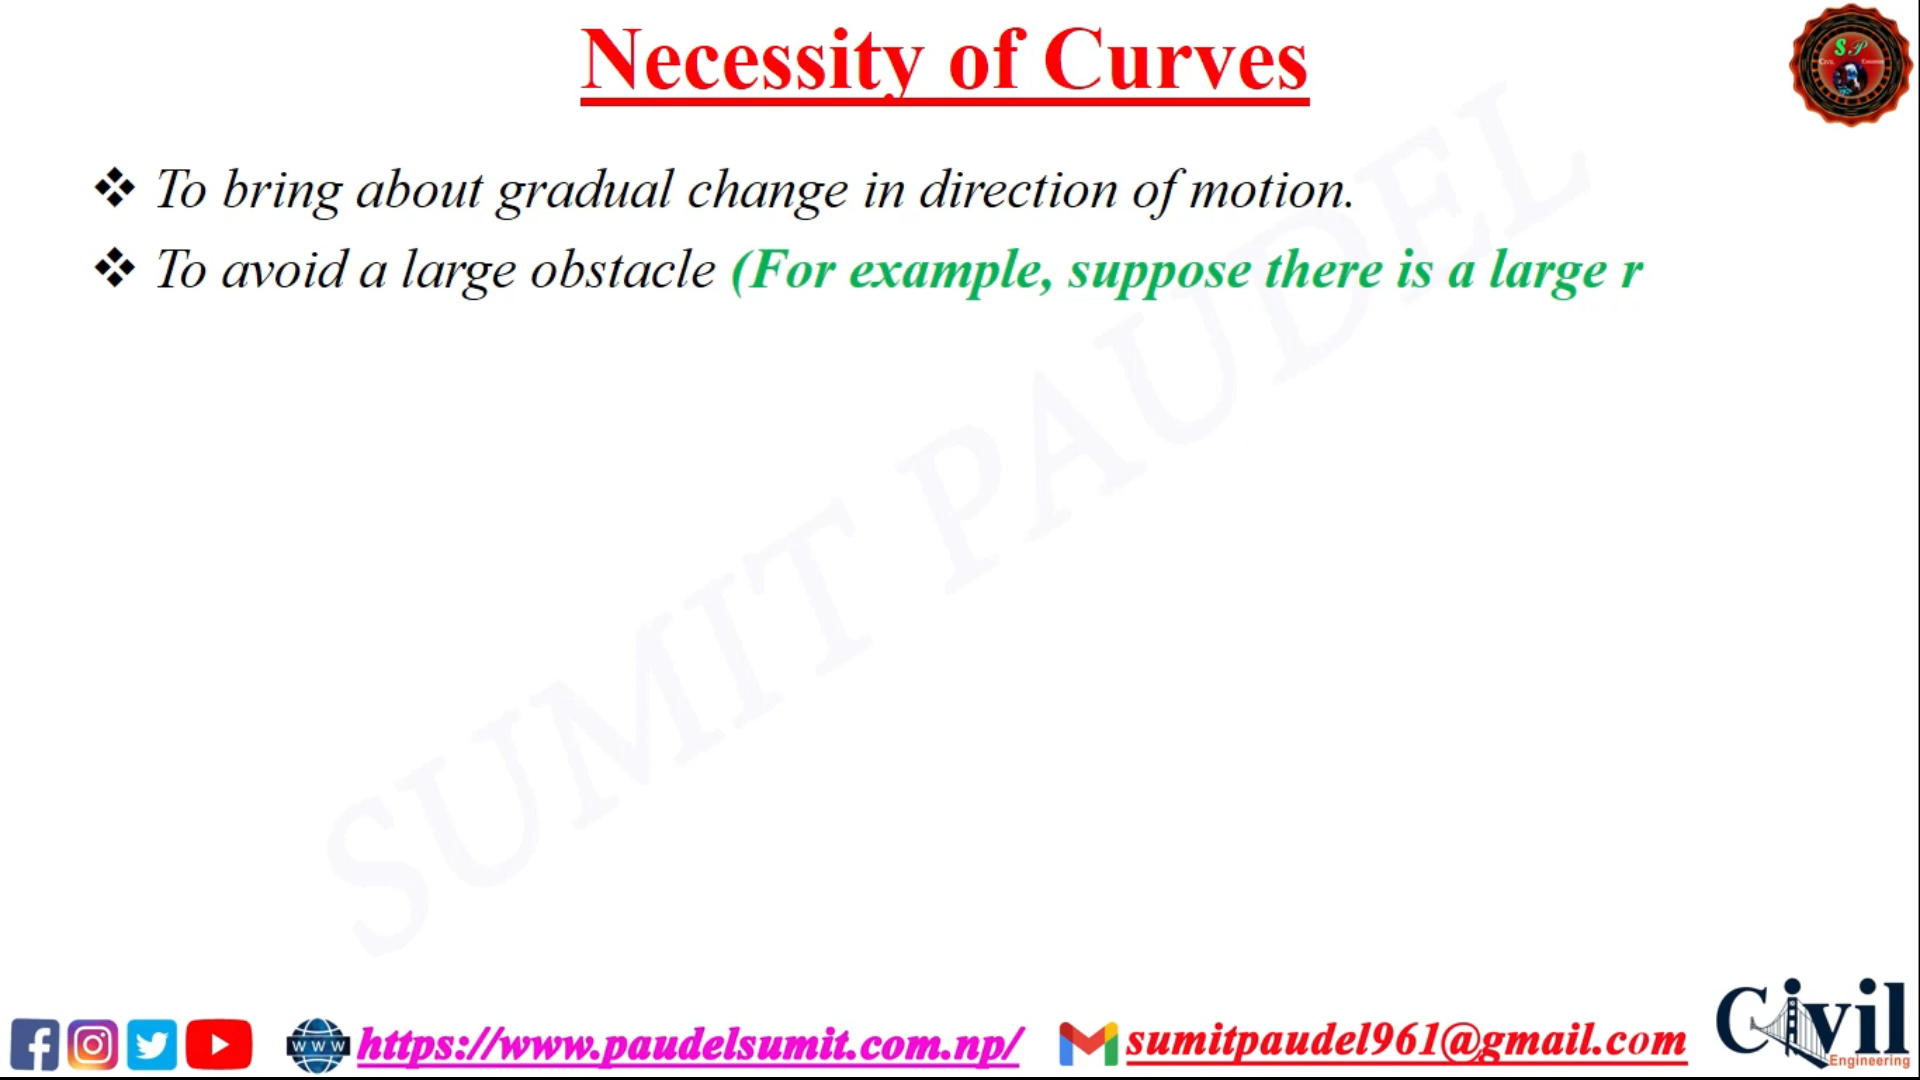 Necessity of Curves
S P
❖ To bring about gradual change in direction of motion.
❖ To avoid a large obstacle (For example, suppose there is a large r
SUMIT PAUDEL
WWW https://www.paudelsumit.com.np/
sumitpaudel961@gmail.com
Civil
Engineering